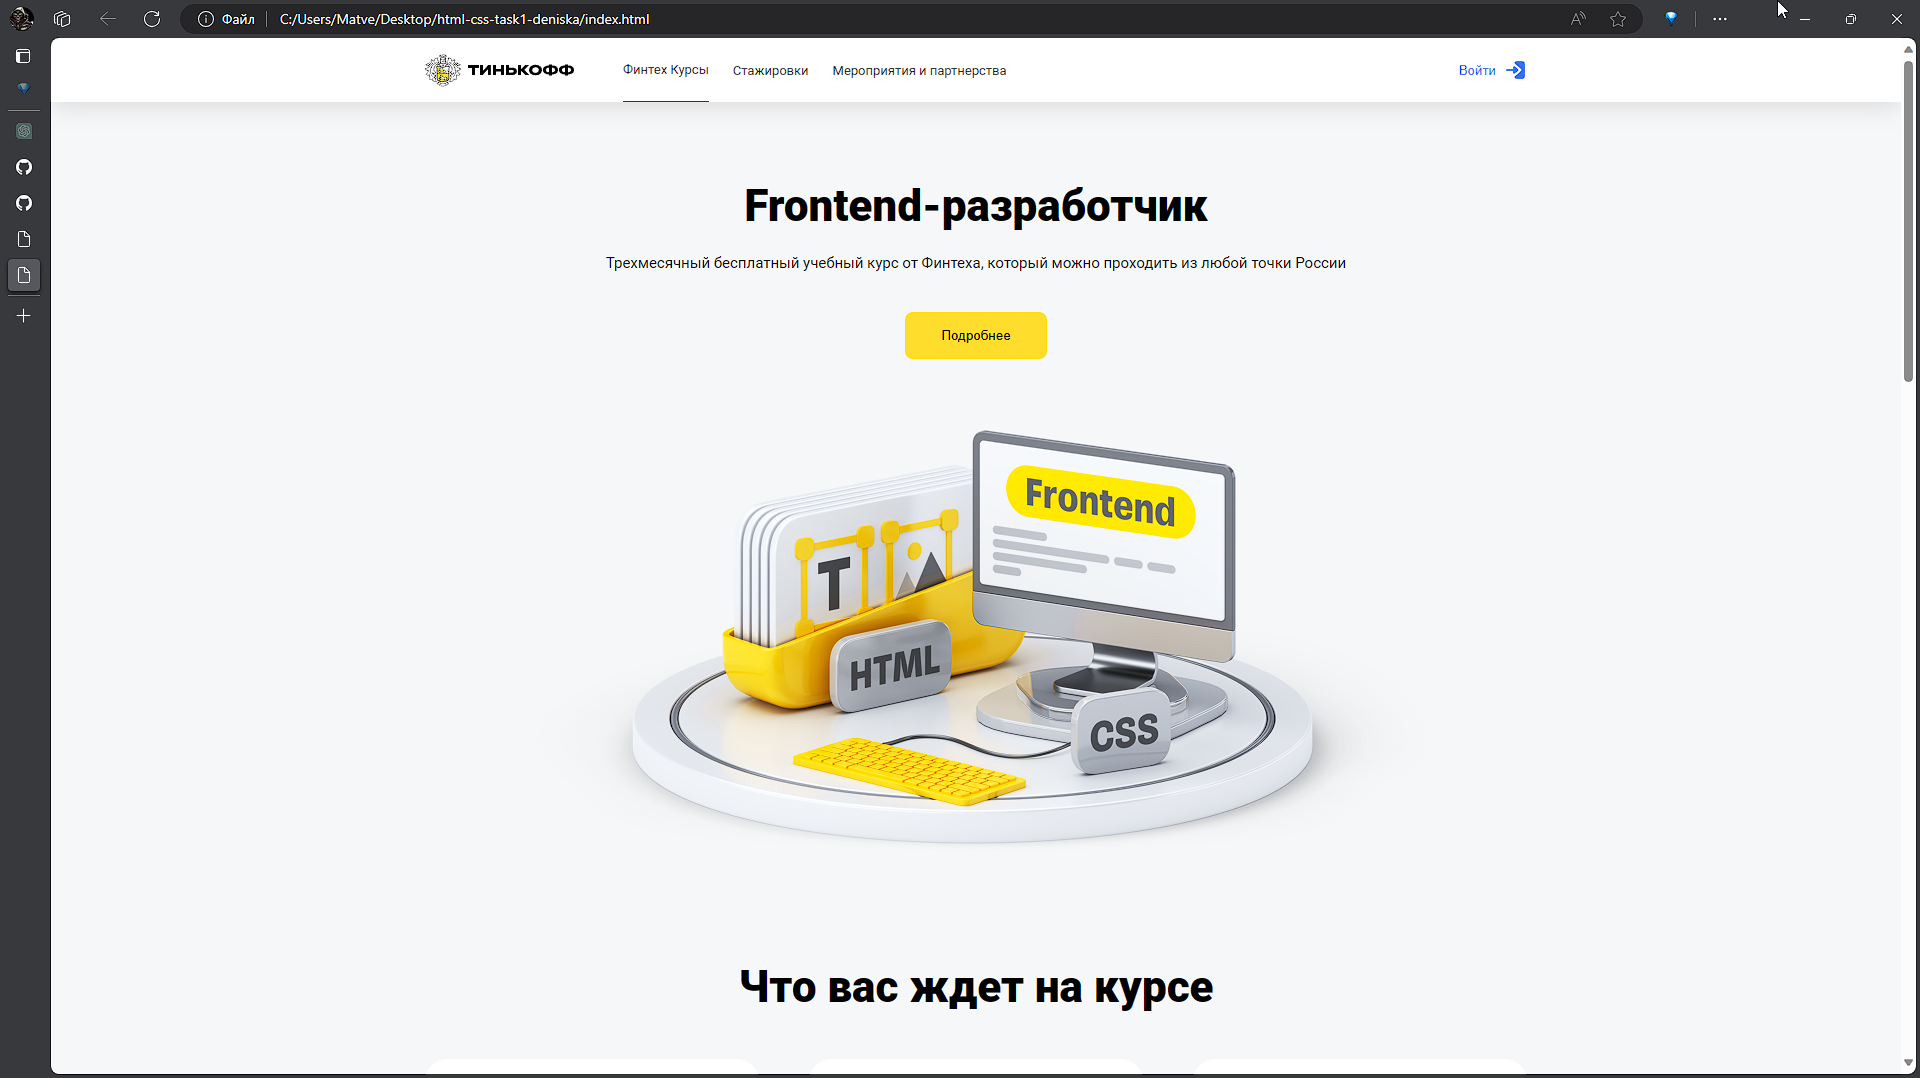 Файл
C:/Users/Matve/Desktop/html-css-task1-deniska/index.html
ТИНЬКОФФ
Финтех Курсы
Стажировки
Мероприятия и партнерства
Войти
Frontend-разработчик
Трехмесячный бесплатный учебный курс от Финтеха, который можно проходить из любой точки России
Подробнее
Frontend
T
HTML
CSS
Что вас ждет на курсе